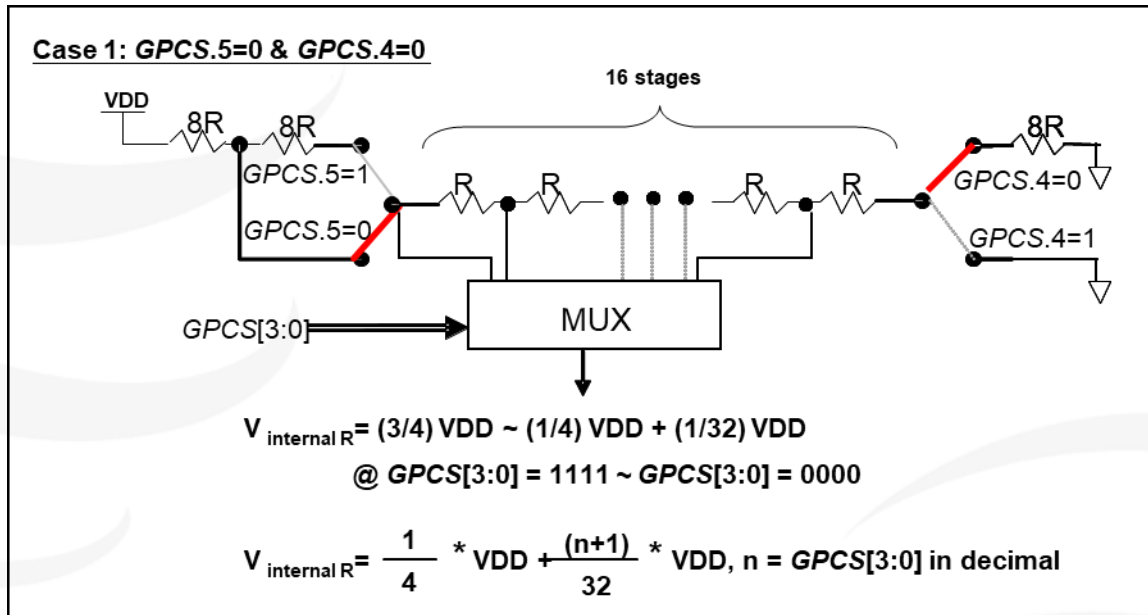 Case 1: GPCS.5=0 & GPCS.4=0
16 stages
VDD
8R
8R
8R
GPCS.5=1
GPCS.4=0
R
R
R
R
GPCS.5=0
GPCS.4=1
MUX
GPCS[3:0]
V internal R= (3/4) VDD ~ (1/4) VDD + (1/32) VDD
@ GPCS[3:0] = 1111 ~ GPCS[3:0] = 0000
V internal R= 1/4 * VDD + (n+1)/32 * VDD, n = GPCS[3:0] in decimal